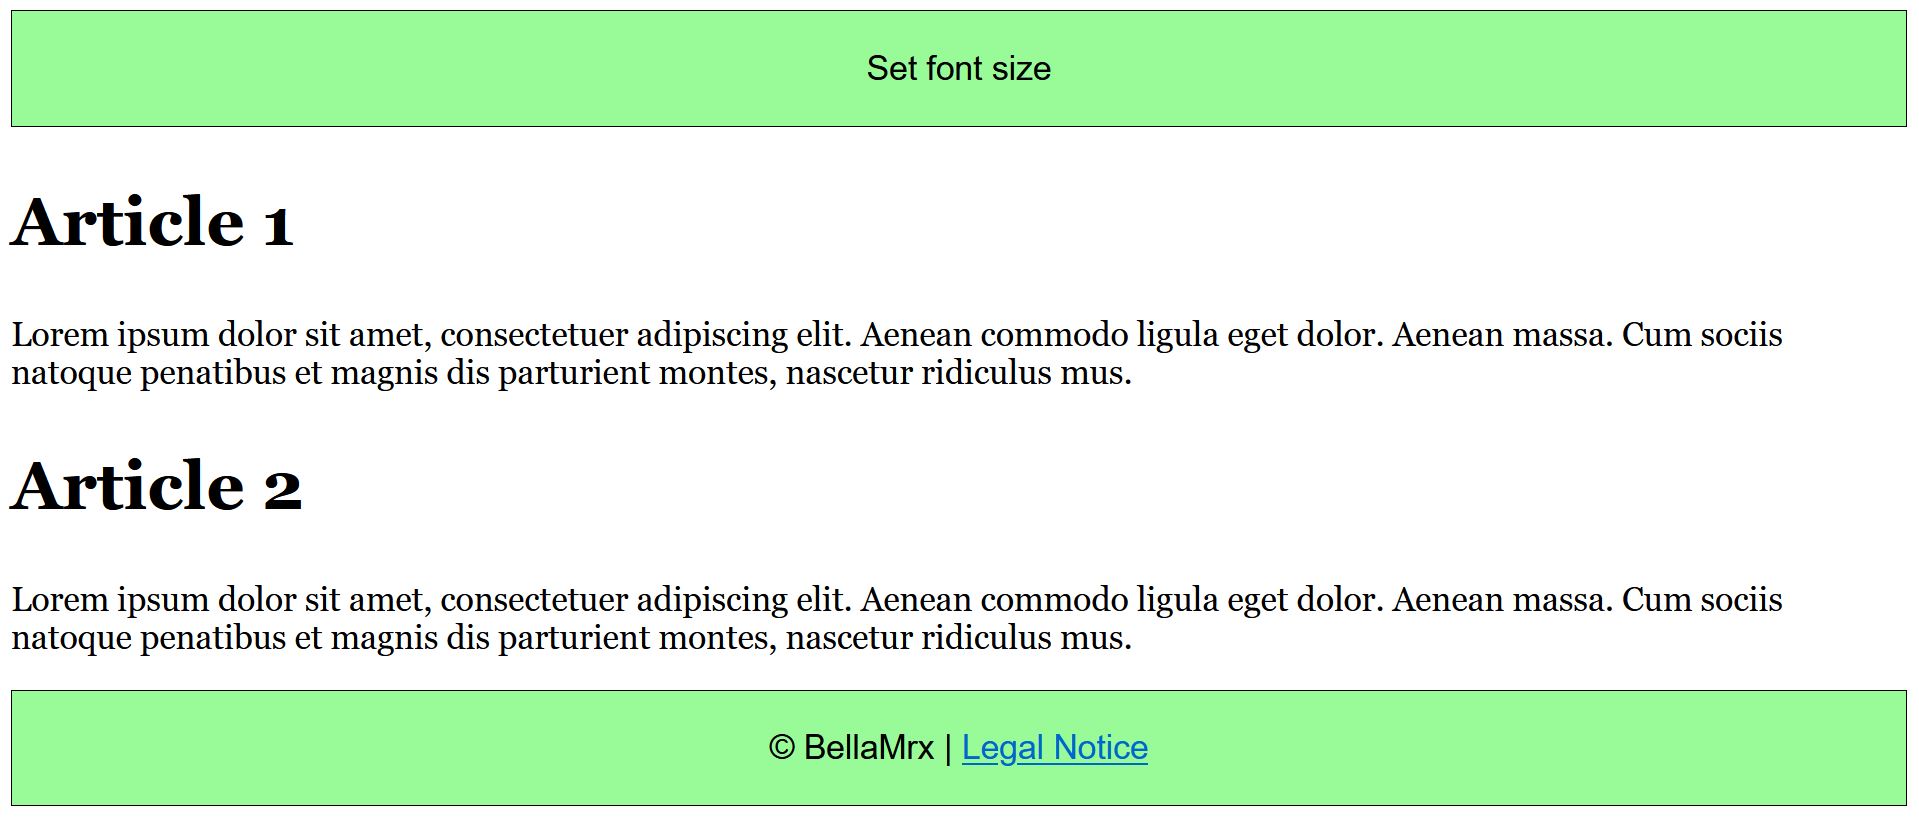 Set font size
Article 1
Lorem ipsum dolor sit amet, consectetuer adipiscing elit. Aenean commodo ligula eget dolor. Aenean massa. Cum sociis
natoque penatibus et magnis dis parturient montes, nascetur ridiculus mus.
Article 2
Lorem ipsum dolor sit amet, consectetuer adipiscing elit. Aenean commodo ligula eget dolor. Aenean massa. Cum sociis
natoque penatibus et magnis dis parturient montes, nascetur ridiculus mus.
© BellaMrx | Legal Notice